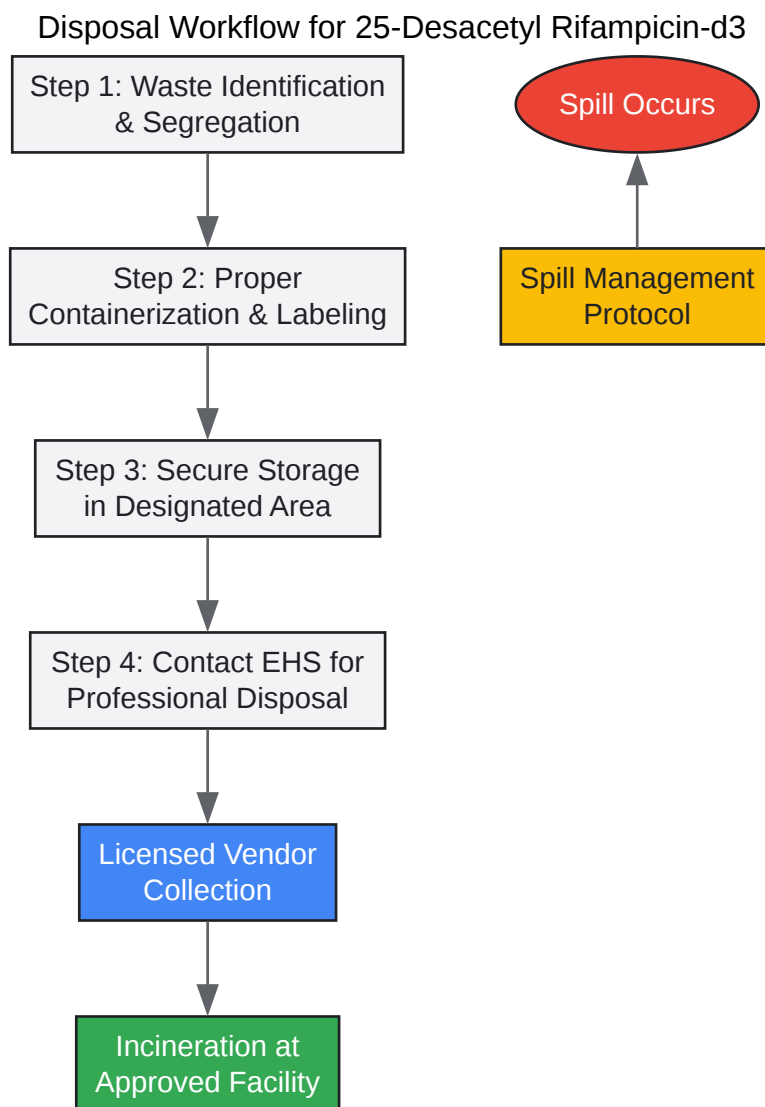 Disposal Workflow for 25-Desacetyl Rifampicin-d3
Step 1: Waste Identification
& Segregation
Spill Occurs
Step 2: Proper
Containerization & Labeling
Spill Management
Protocol
Step 3: Secure Storage
in Designated Area
Step 4: Contact EHS for
Professional Disposal
Licensed Vendor
Collection
Incineration at
Approved Facility